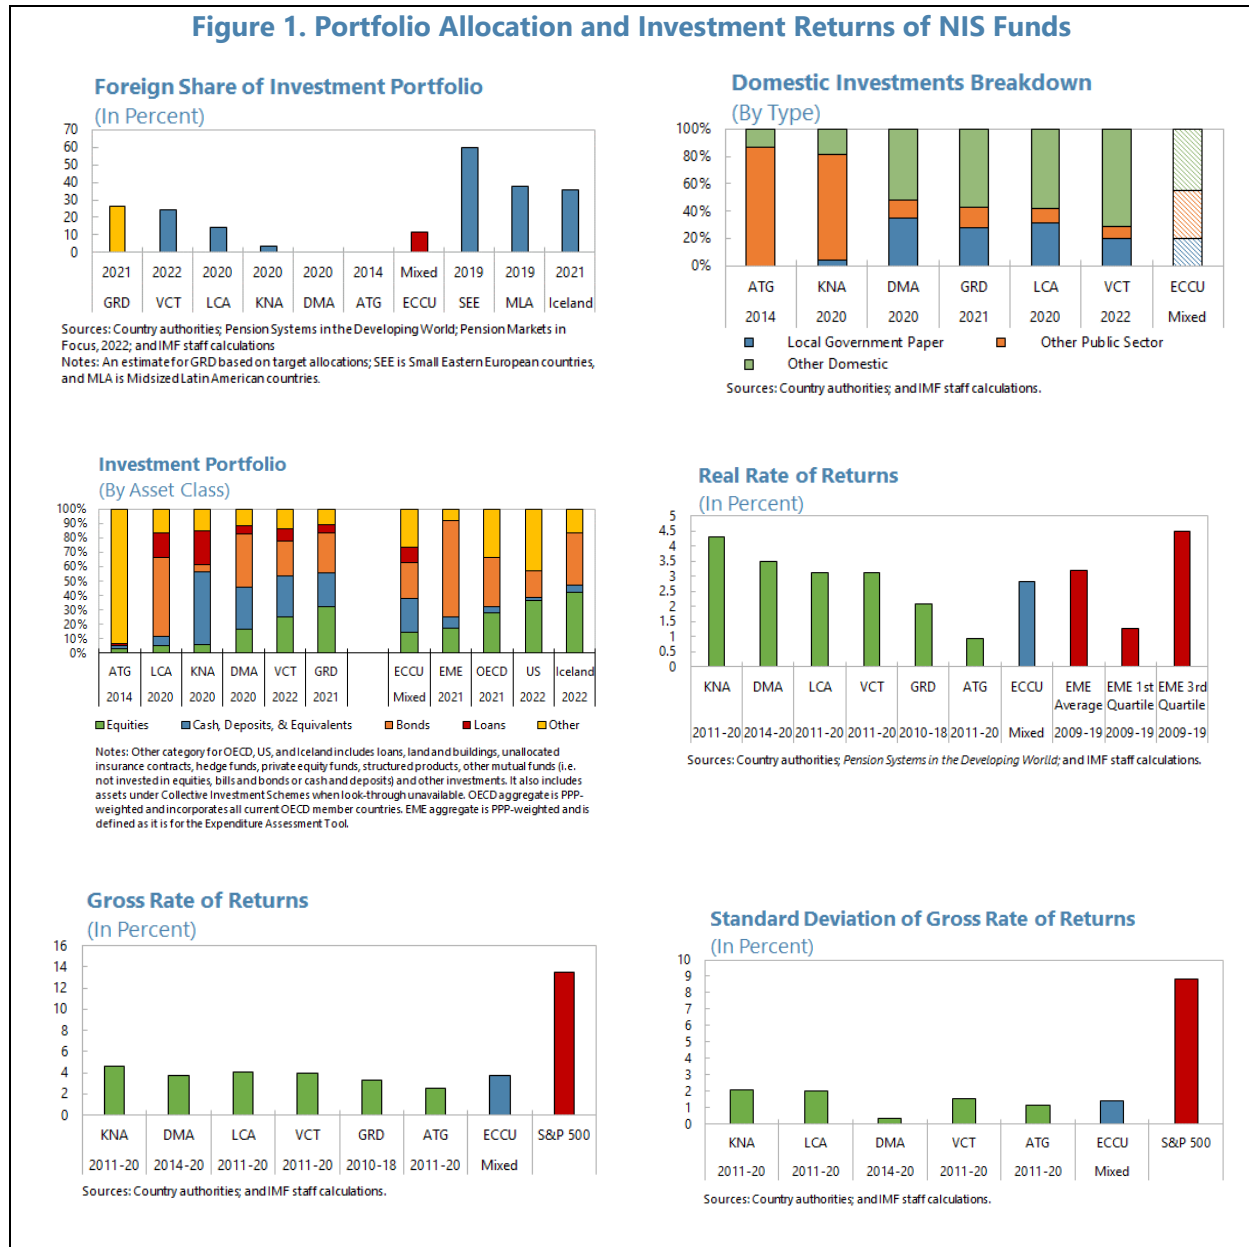 Figure 1. Portfolio Allocation and Investment Returns of NIS Funds
Foreign Share of Investment Portfolio
(In Percent)
70
60
50
40
30
20
10
0
2021 2022 2020 2020 2020 2014 Mixed 2019 2019 2021
GRD VCT LCA KNA DMA ATG ECCU SEE MLA Iceland
Sources: Country authorities; Pension Systems in the Developing World; Pension Markets in
Focus, 2022; and IMF staff calculations
Notes: An estimate for GRD based on target allocations; SEE is Small Eastern European countries,
and MLA is Midsized Latin American countries.
Domestic Investments Breakdown
(By Type)
100%
80%
60%
40%
20%
0%
ATG KNA DMA GRD LCA VCT ECCU
2014 2020 2020 2021 2020 2022 Mixed
Local Government Paper Other Public Sector
Other Domestic
Sources: Country authorities; and IMF staff calculations.
Investment Portfolio
(By Asset Class)
100%
90%
80%
70%
60%
50%
40%
30%
20%
10%
0%
ATG LCA KNA DMA VCT GRD ECCU EME OECD US Iceland
2014 2020 2020 2020 2022 2021 Mixed 2021 2021 2022 2022
Equities Cash, Deposits, & Equivalents Bonds Loans Other
Notes: Other category for OECD, US, and Iceland includes loans, land and buildings, unallocated
insurance contracts, hedge funds, private equity funds, structured products, other mutual funds (i.e.
not invested in equities, bills and bonds or cash and deposits) and other investments. It also includes
assets under Collective Investment Schemes when look-through unavailable. OECD aggregate is PPP-
weighted and incorporates all current OECD member countries. EME aggregate is PPP-weighted and is
defined as it is for the Expenditure Assessment Tool.
Real Rate of Returns
(In Percent)
5
4.5
4
3.5
3
2.5
2
1.5
1
0.5
0
KNA DMA LCA VCT GRD ATG ECCU EME EME 1st EME 3rd
Average Quartile Quartile
2011-20 2014-20 2011-20 2011-20 2010-18 2011-20 Mixed 2009-19 2009-19 2009-19
Sources: Country authorities; Pension Systems in the Developing Worlld; and IMF staff calculations.
Gross Rate of Returns
(In Percent)
16
14
12
10
8
6
4
2
0
KNA DMA LCA VCT GRD ATG ECCU S&P 500
2011-20 2014-20 2011-20 2011-20 2010-18 2011-20 Mixed
Sources: Country authorities; and IMF staff calculations.
Standard Deviation of Gross Rate of Returns
(In Percent)
10
9
8
7
6
5
4
3
2
1
0
KNA LCA DMA VCT ATG ECCU S&P 500
2011-20 2011-20 2014-20 2011-20 2011-20 Mixed
Sources: Country authorities; and IMF staff calculations.